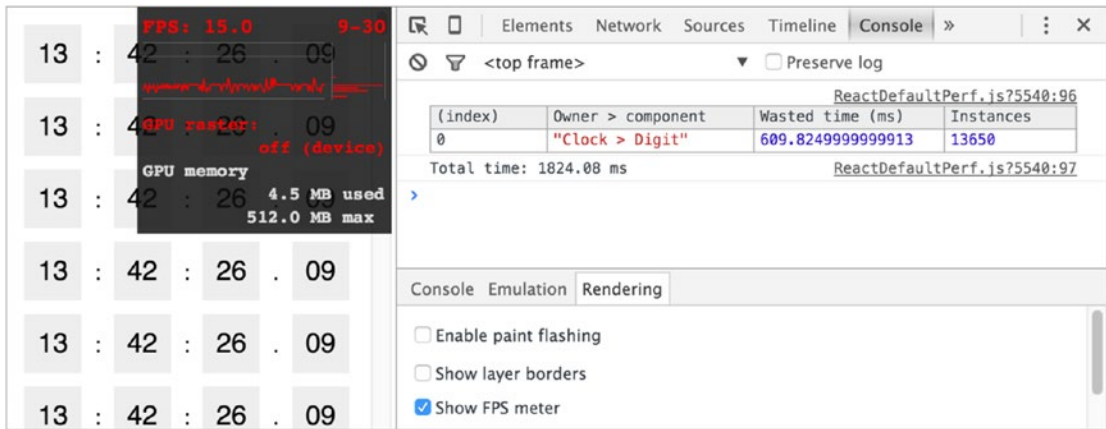 FPS: 15.0 9-30
13 : 42 : 26 . 09
GPU raster:
off (device)
13 : 42 : 26 . 09
GPU memory
4.5 MB used
512.0 MB max
13 : 42 : 26 . 09
13 : 42 : 26 . 09
13 : 42 : 26 . 09
13 : 42 : 26 . 09
Elements Network Sources Timeline Console »
<top frame> ▼ Preserve log
ReactDefaultPerf.js?5540:96
(index) Owner > component Wasted time (ms) Instances
0 "Clock > Digit" 609.8249999999913 13650
Total time: 1824.08 ms ReactDefaultPerf.js?5540:97
>
Console Emulation Rendering
Enable paint flashing
Show layer borders
Show FPS meter